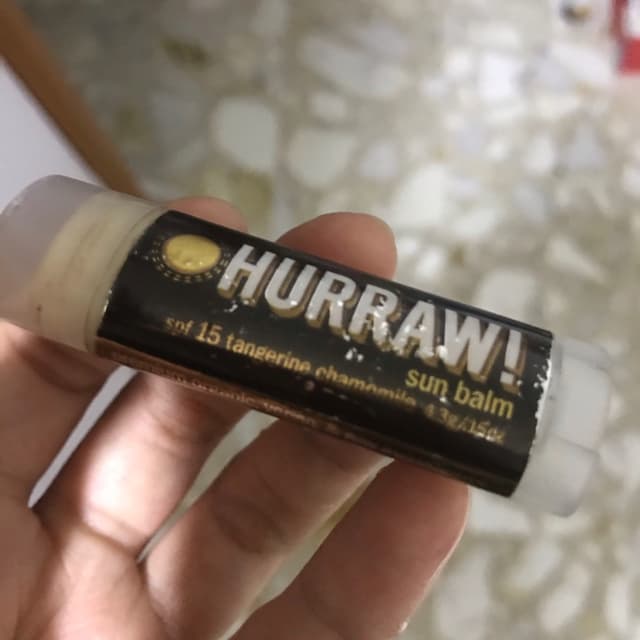 HURRAW!
sun balm
spf 15 tangerine chamomile 4.3g/.15oz